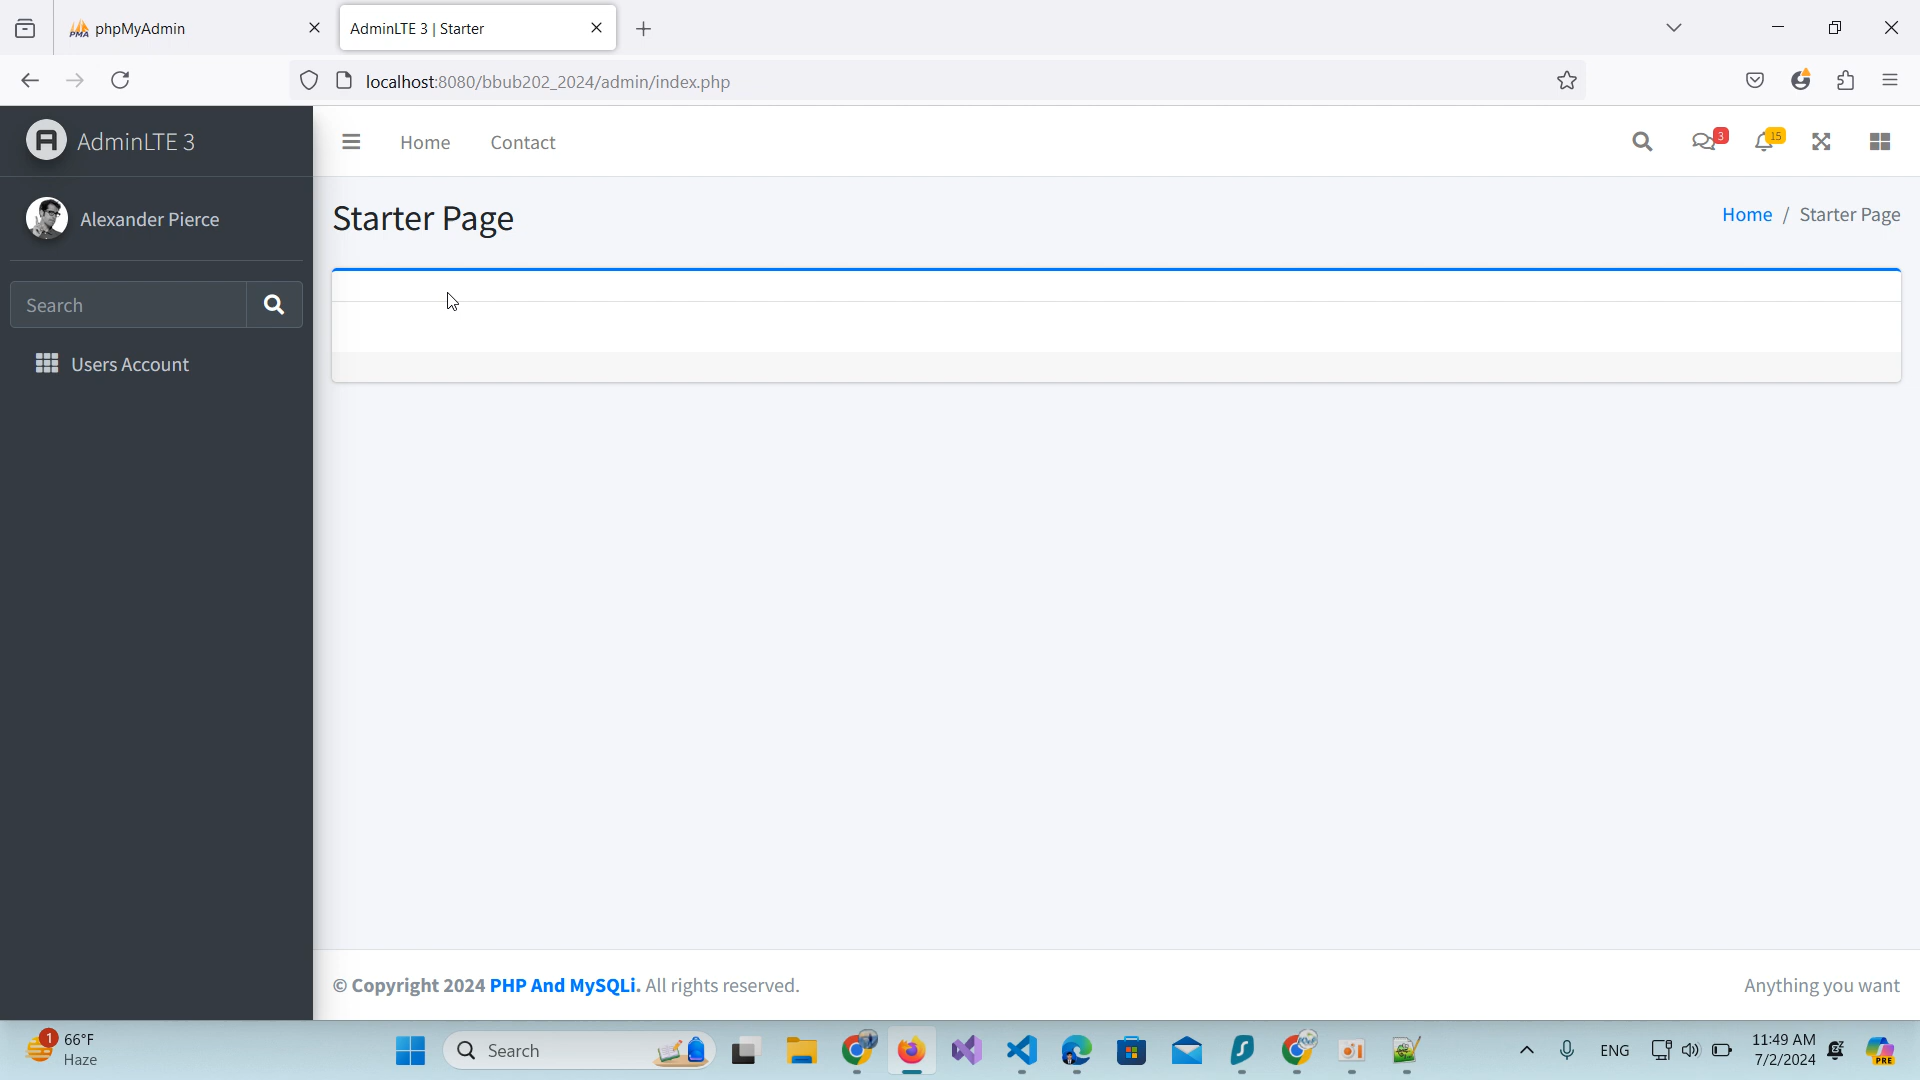 phpMyAdmin
AdminLTE 3 | Starter
localhost:8080/bbub202_2024/admin/index.php
AdminLTE 3
Home
Contact
3
15
Alexander Pierce
Starter Page
Home / Starter Page
Search
Users Account
© Copyright 2024 PHP And MySQLi. All rights reserved.
Anything you want
1
66°F
Haze
Search
ENG
11:49 AM
7/2/2024
PRE